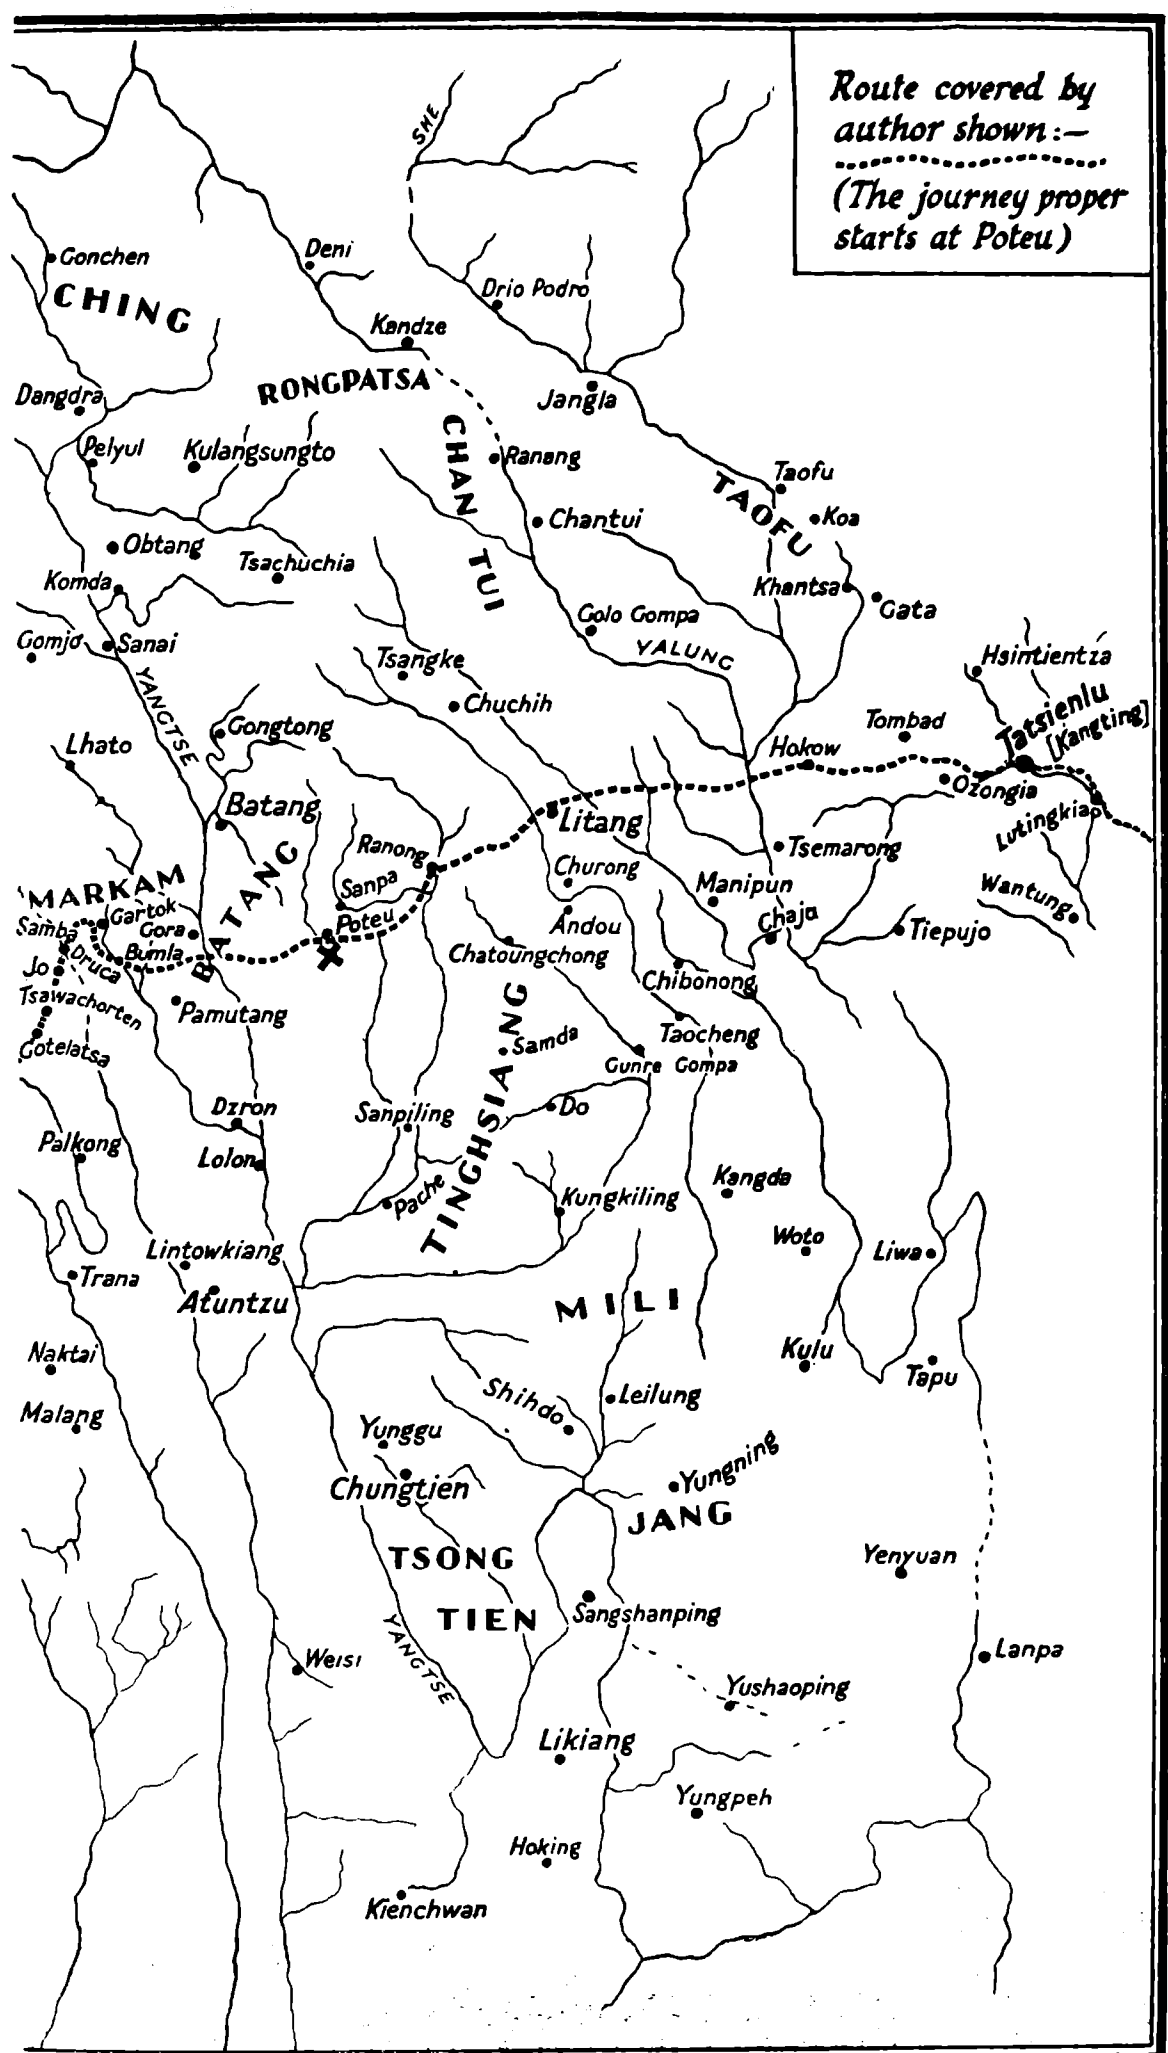 Route covered by
author shown:—
(The journey proper
starts at Poteu)
SHE
Gonchen
Deni
CHING
Drio Podro
Kandze
RONGPATSA
Dangdra
Jangla
CHAN TUI
Pelyul
Kulangsungto
Ranang
TAOFU
Taofu
Chantui
Koa
Obtang
Tsachuchia
Komda
Khantsa
Gata
Golo Gompa
Gomjo
Sanai
YALUNG
Tsangke
Hsintientza
YANGTSE
Chuchih
Tatsienlu
[Kangting]
Gongtong
Tombad
Lhato
Hokow
Ozongia
Batang
Litang
Lutingkiao
Ranong
Tsemarong
BATANG
Churong
MARKAM
Sanpa
Manipun
Wantung
Gartok
Samba
Gora
Poteu
Andou
Chaja
Tiepujo
Druca
Bumla
Chatoungchong
Jo
Chibonong
Tsawachorten
Pamutang
TINGHSIANG
Taocheng
Samda
Gotelatsa
Gunre Gompa
Dzron
Sanpiling
Do
Palkong
Lolon
Pache
Kungkiling
Kangda
Lintowkiang
Woto
Liwa
Trana
Atuntzu
MILI
Naktai
Kulu
Tapu
Shihdo
Leilung
Malang
Yunggu
Yungning
Chungtien
JANG
TSONG
TIEN
Yenyuan
Sangshanping
YANGTSE
Weisi
Lanpa
Yushaoping
Likiang
Yungpeh
Hoking
Kienchwan